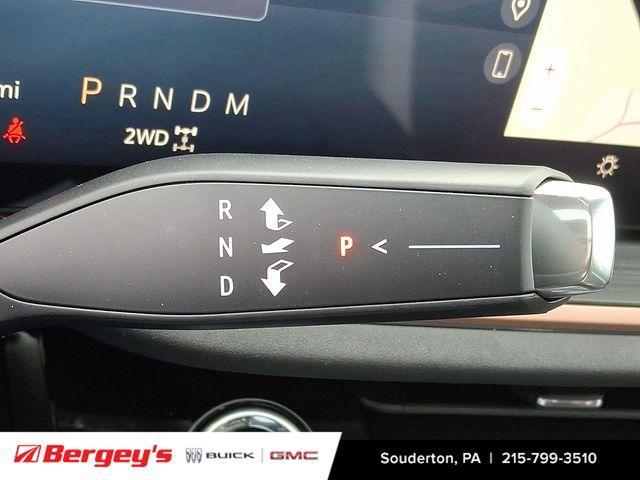 mi
P R N D M
2WD
R
N P <
D
Bergey's BUICK GMC
Souderton, PA | 215-799-3510